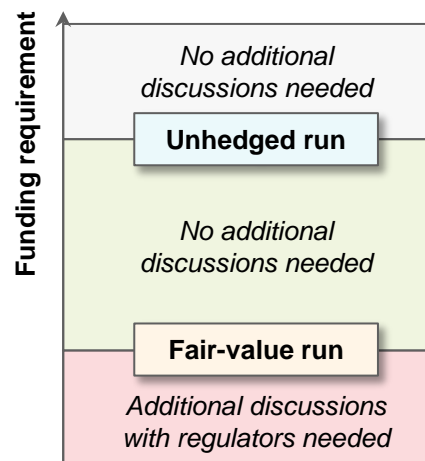 Funding requirement
No additional
discussions needed
Unhedged run
No additional
discussions needed
Fair-value run
Additional discussions
with regulators needed